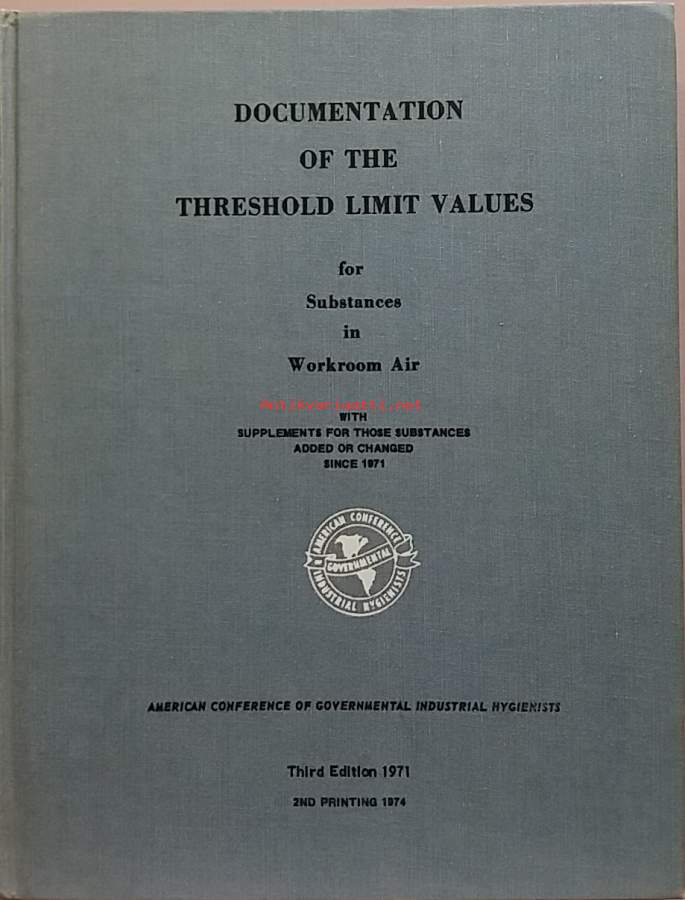 DOCUMENTATION
OF THE
THRESHOLD LIMIT VALUES
for
Substances
in
Workroom Air
Antikvariaatti.net
WITH
SUPPLEMENTS FOR THOSE SUBSTANCES
ADDED OR CHANGED
SINCE 1971
AMERICAN CONFERENCE
GOVERNMENTAL
INDUSTRIAL HYGIENISTS
AMERICAN CONFERENCE OF GOVERNMENTAL INDUSTRIAL HYGIENISTS
Third Edition 1971
2ND PRINTING 1974